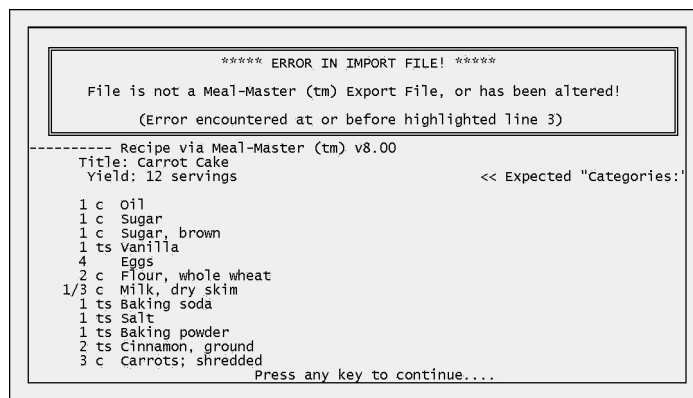 ***** ERROR IN IMPORT FILE! *****
File is not a Meal-Master (tm) Export File, or has been altered!
(Error encountered at or before highlighted line 3)
---------- Recipe via Meal-Master (tm) v8.00
Title: Carrot Cake
Yield: 12 servings << Expected "Categories:"
1 c Oil
1 c Sugar
1 c Sugar, brown
1 ts Vanilla
4 Eggs
2 c Flour, whole wheat
1/3 c Milk, dry skim
1 ts Baking soda
1 ts Salt
1 ts Baking powder
2 ts Cinnamon, ground
3 c Carrots; shredded
Press any key to continue....